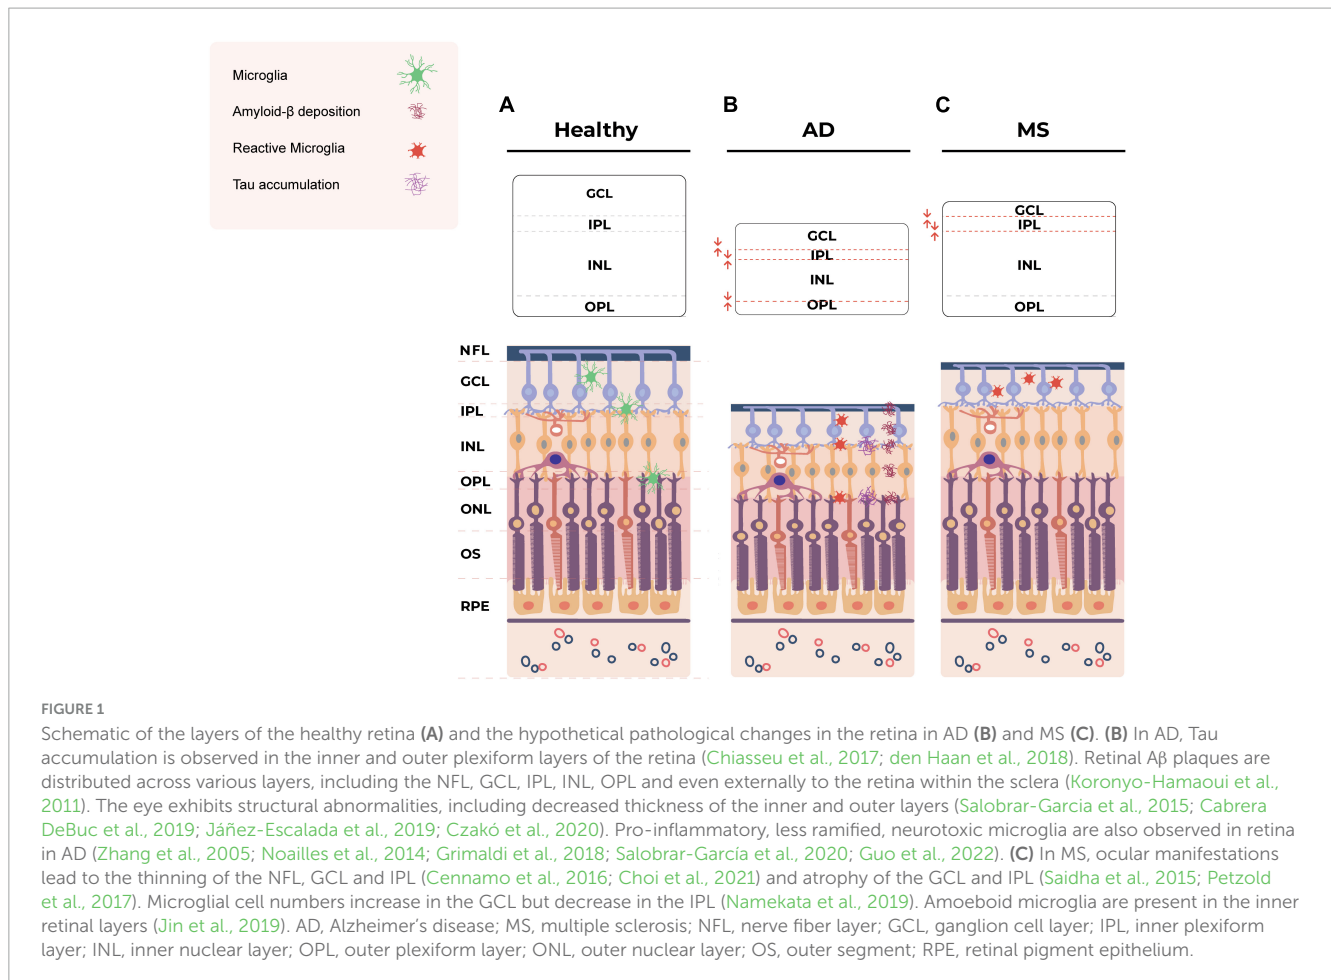 Microglia
Amyloid-β deposition
Reactive Microglia
Tau accumulation
A
Healthy
GCL
IPL
INL
OPL
B
AD
GCL
IPL
INL
OPL
C
MS
GCL
IPL
INL
OPL
NFL
GCL
IPL
INL
OPL
ONL
OS
RPE
FIGURE 1
Schematic of the layers of the healthy retina (A) and the hypothetical pathological changes in the retina in AD (B) and MS (C). (B) In AD, Tau
accumulation is observed in the inner and outer plexiform layers of the retina (Chiasseu et al., 2017; den Haan et al., 2018). Retinal Aβ plaques are
distributed across various layers, including the NFL, GCL, IPL, INL, OPL and even externally to the retina within the sclera (Koronyo-Hamaoui et al.,
2011). The eye exhibits structural abnormalities, including decreased thickness of the inner and outer layers (Salobrar-Garcia et al., 2015; Cabrera
DeBuc et al., 2019; Jáñez-Escalada et al., 2019; Czakó et al., 2020). Pro-inflammatory, less ramified, neurotoxic microglia are also observed in retina
in AD (Zhang et al., 2005; Noailles et al., 2014; Grimaldi et al., 2018; Salobrar-García et al., 2020; Guo et al., 2022). (C) In MS, ocular manifestations
lead to the thinning of the NFL, GCL and IPL (Cennamo et al., 2016; Choi et al., 2021) and atrophy of the GCL and IPL (Saidha et al., 2015; Petzold
et al., 2017). Microglial cell numbers increase in the GCL but decrease in the IPL (Namekata et al., 2019). Amoeboid microglia are present in the inner
retinal layers (Jin et al., 2019). AD, Alzheimer's disease; MS, multiple sclerosis; NFL, nerve fiber layer; GCL, ganglion cell layer; IPL, inner plexiform
layer; INL, inner nuclear layer; OPL, outer plexiform layer; ONL, outer nuclear layer; OS, outer segment; RPE, retinal pigment epithelium.